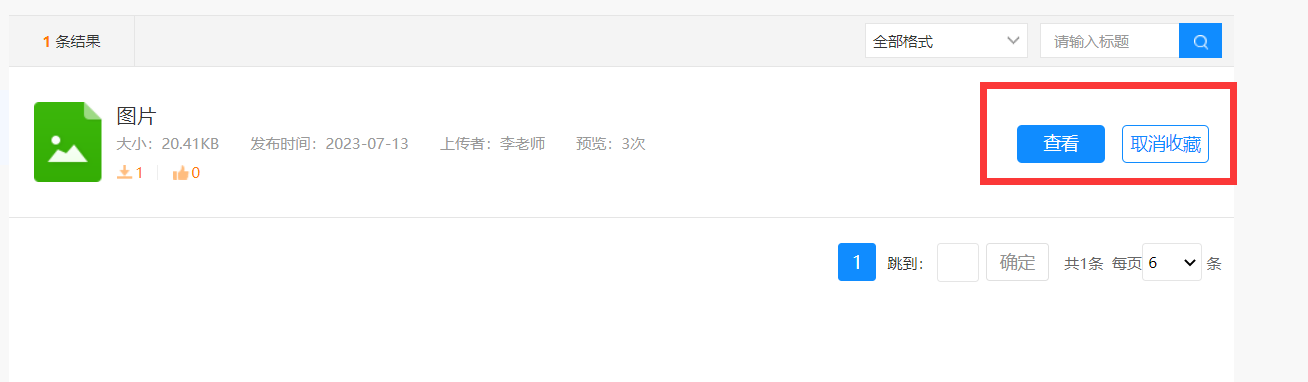 1 条结果 全部格式 请输入标题
图片
大小：20.41KB 发布时间：2023-07-13 上传者：李老师 预览：3次
1 0
查看 取消收藏
1 跳到： 确定 共1条 每页 6 条